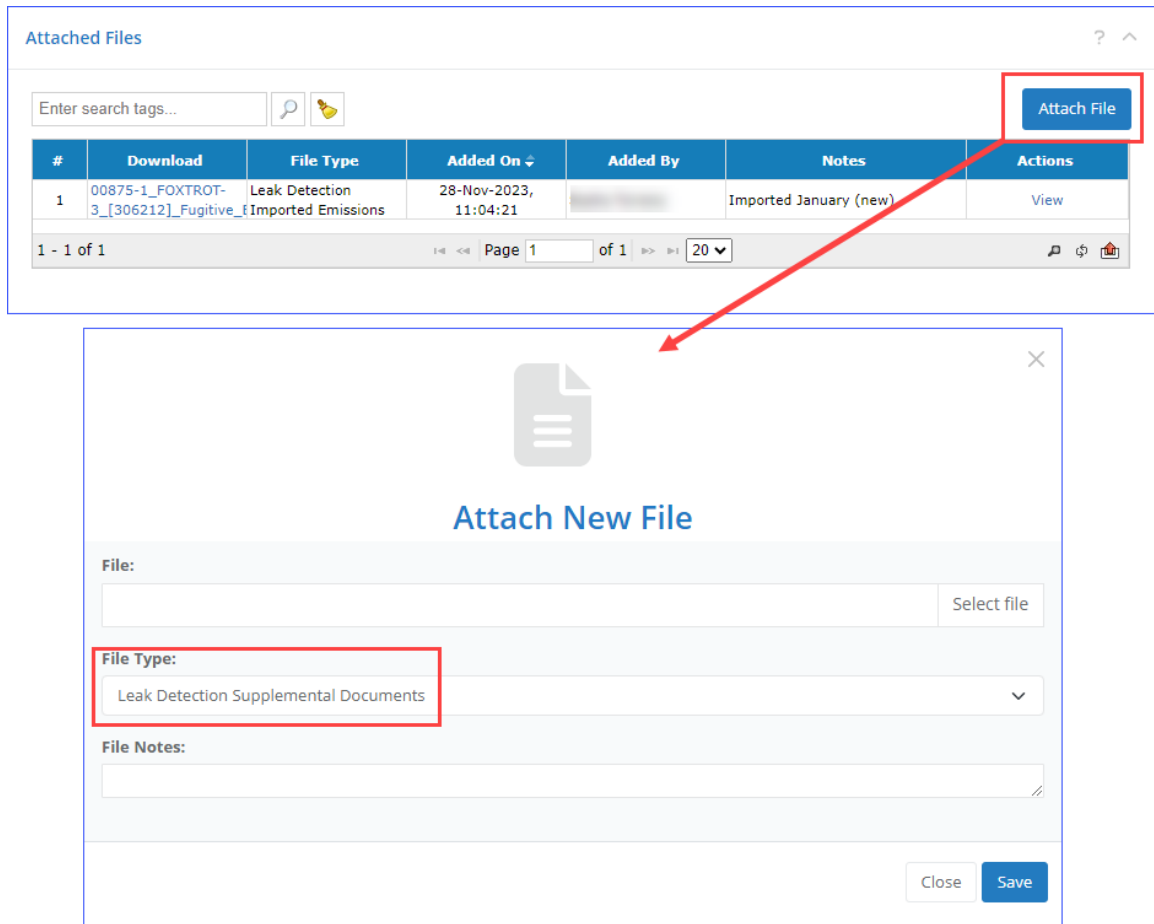 Attached Files ?
Enter search tags... Attach File
# Download File Type Added On Added By Notes Actions
1 00875-1_FOXTROT- Leak Detection 28-Nov-2023, Imported January (new) View
3_[306212]_Fugitive_E Imported Emissions 11:04:21
1 - 1 of 1 Page 1 of 1 20
Attach New File
File:
Select file
File Type:
Leak Detection Supplemental Documents
File Notes:
Close Save